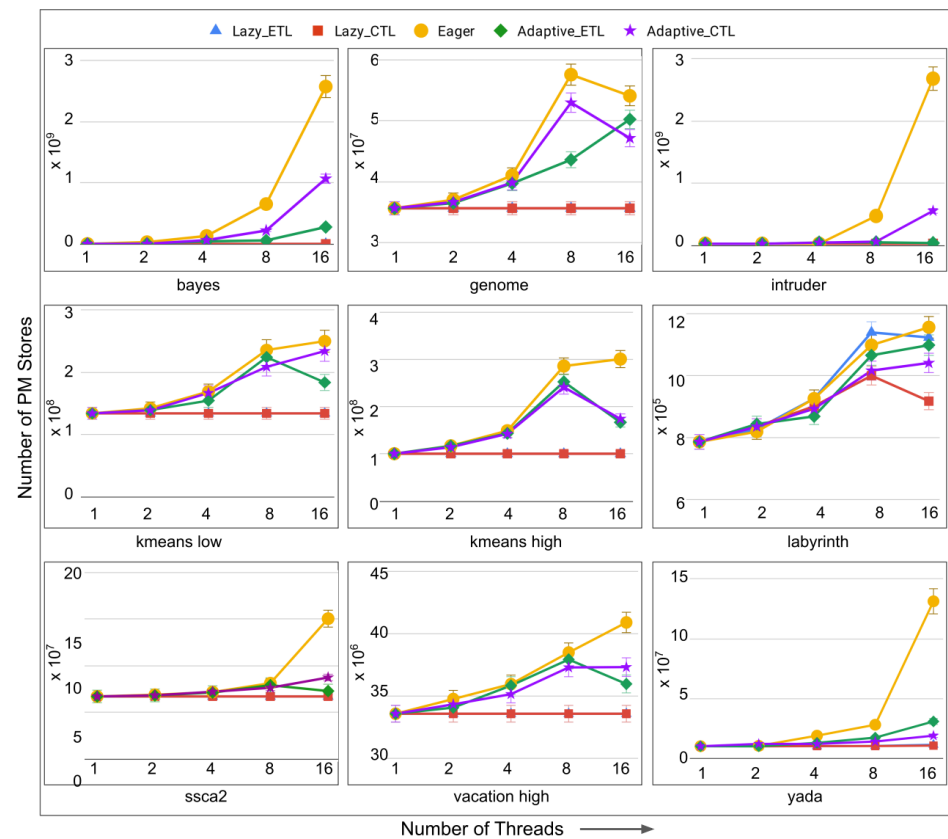 Lazy_ETL Lazy_CTL Eager Adaptive_ETL Adaptive_CTL
Number of PM Stores
3
2
1
0
x 10^9
1 2 4 8 16
bayes
6
5
4
3
x 10^7
1 2 4 8 16
genome
3
2
1
0
x 10^9
1 2 4 8 16
intruder
3
2
1
0
x 10^8
1 2 4 8 16
kmeans low
4
3
2
1
0
x 10^8
1 2 4 8 16
kmeans high
12
10
8
6
x 10^5
1 2 4 8 16
labyrinth
20
15
10
5
0
x 10^7
1 2 4 8 16
ssca2
45
40
35
30
x 10^6
1 2 4 8 16
vacation high
15
10
5
0
x 10^7
1 2 4 8 16
yada
Number of Threads